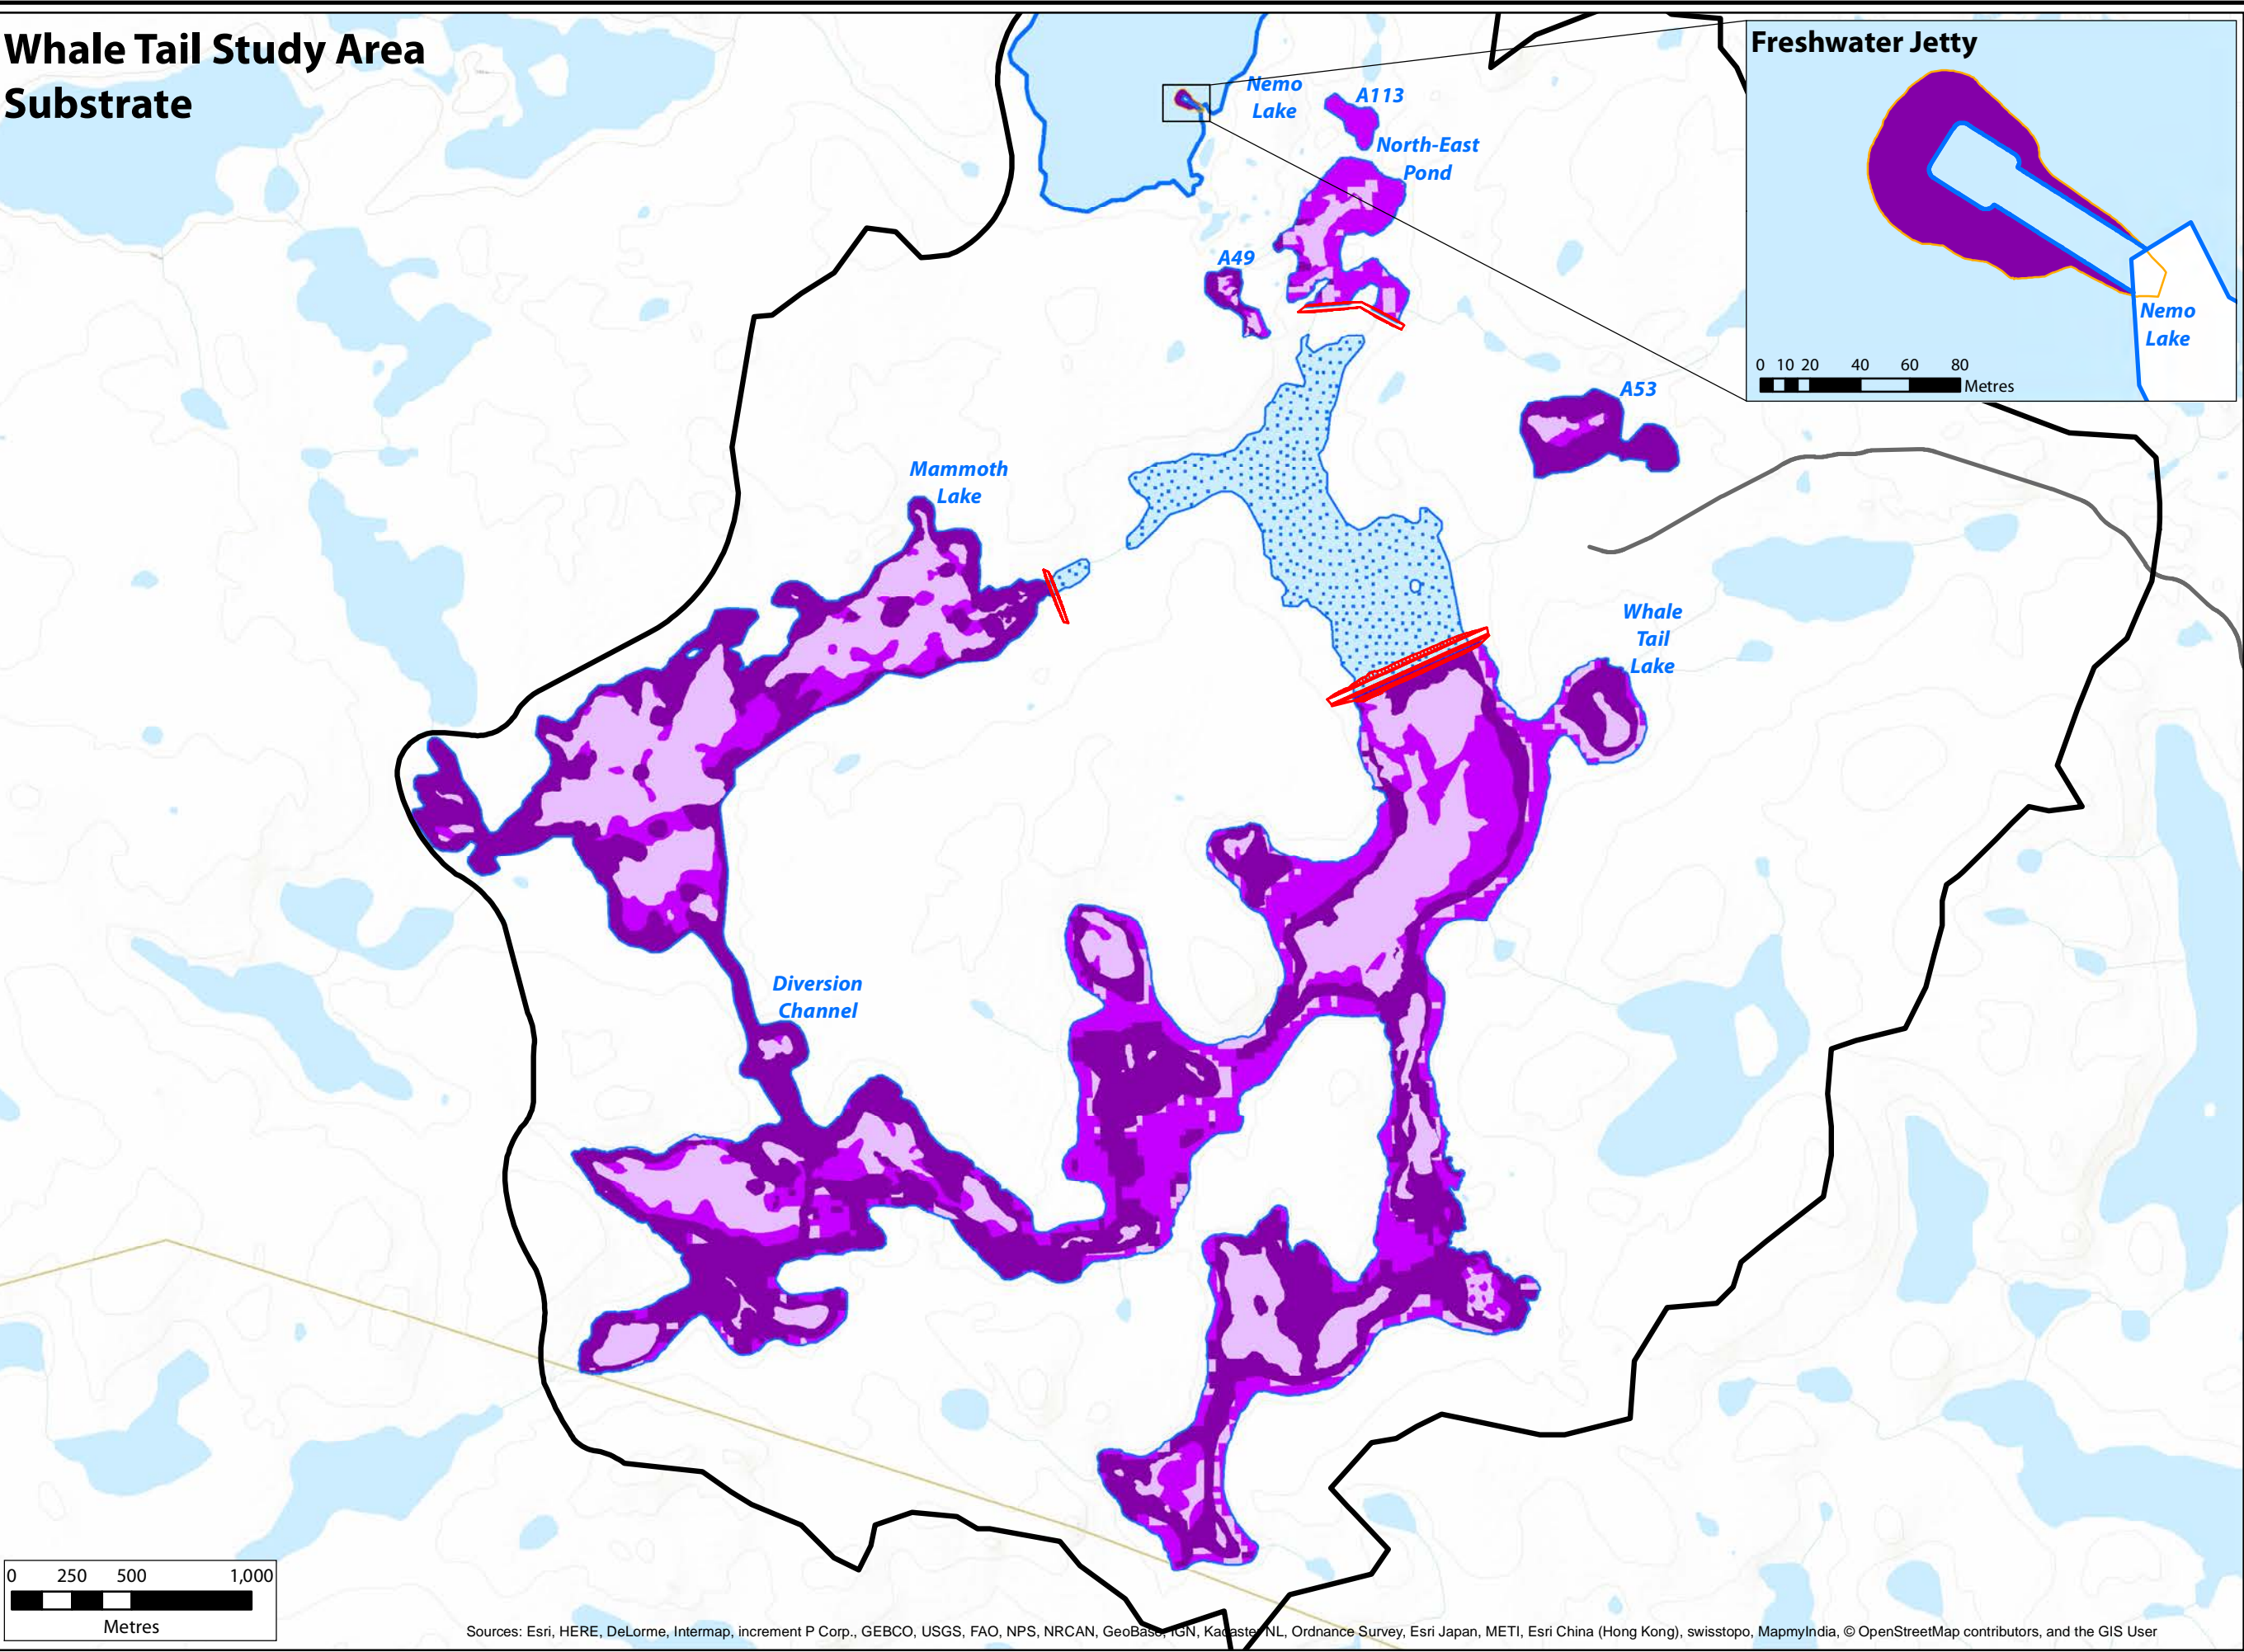 Whale Tail Study Area
Substrate
Freshwater Jetty
Nemo
Lake
0 10 20 40 60 80
Metres
Nemo
Lake
A113
North-East
Pond
A49
A53
Mammoth
Lake
Whale
Tail
Lake
Diversion
Channel
0 250 500 1,000
Metres
Sources: Esri, HERE, DeLorme, Intermap, increment P Corp., GEBCO, USGS, FAO, NPS, NRCAN, GeoBase, IGN, Kadaster NL, Ordnance Survey, Esri Japan, METI, Esri China (Hong Kong), swisstopo, MapmyIndia, © OpenStreetMap contributors, and the GIS User